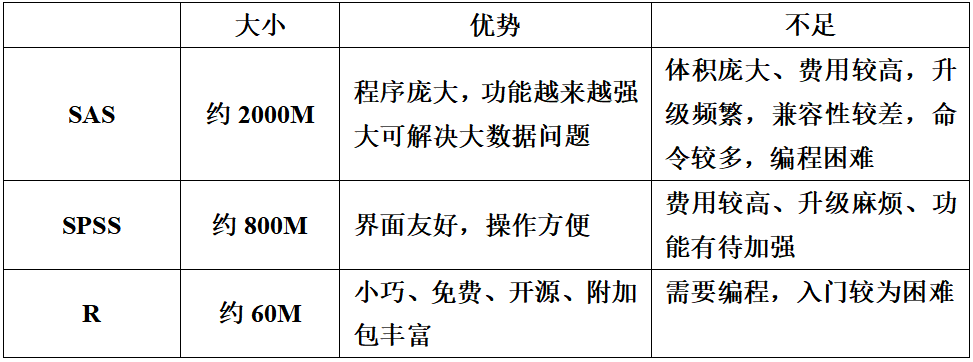 大小 优势 不足
SAS 约 2000M 程序庞大，功能越来越强
大可解决大数据问题
体积庞大、费用较高，升
级频繁，兼容性较差，命
令较多，编程困难
SPSS 约 800M 界面友好，操作方便
费用较高、升级麻烦、功
能有待加强
R 约 60M 小巧、免费、开源、附加
包丰富
需要编程，入门较为困难